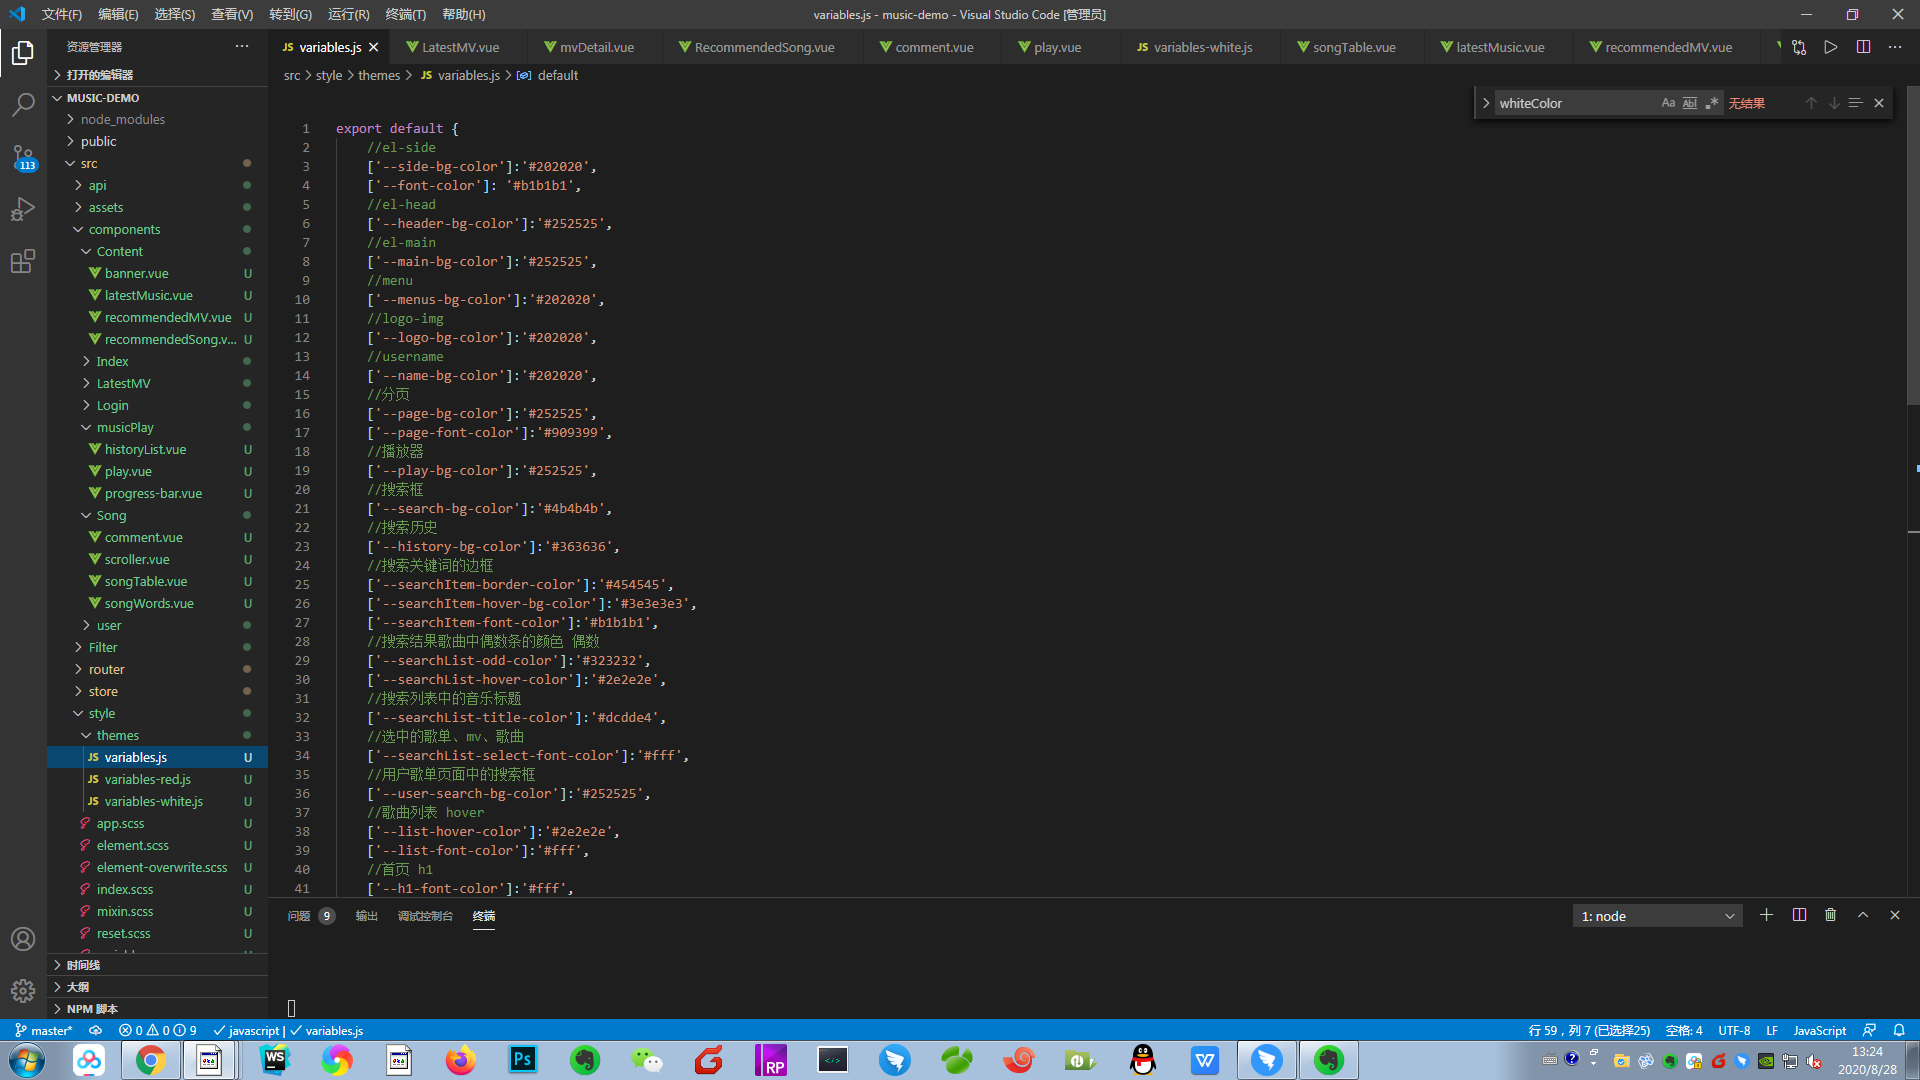 文件(F) 编辑(E) 选择(S) 查看(V) 转到(G) 运行(R) 终端(T) 帮助(H)
variables.js - music-demo - Visual Studio Code [管理员]
资源管理器
打开的编辑器
MUSIC-DEMO
node_modules
public
src
api
assets
components
Content
banner.vue U
latestMusic.vue U
recommendedMV.vue U
recommendedSong.v... U
Index
LatestMV
Login
musicPlay
historyList.vue U
play.vue U
progress-bar.vue U
Song
comment.vue U
scroller.vue U
songTable.vue U
songWords.vue U
user
Filter
router
store
style
themes
JS variables.js U
JS variables-red.js U
JS variables-white.js U
app.scss U
element.scss U
element-overwrite.scss U
index.scss U
mixin.scss U
reset.scss U
时间线
大纲
NPM 脚本
113
JS variables.js
LatestMV.vue
mvDetail.vue
RecommendedSong.vue
comment.vue
play.vue
JS variables-white.js
songTable.vue
latestMusic.vue
recommendedMV.vue
src > style > themes > JS variables.js > default
whiteColor Aa Abl .* 无结果
1 export default {
2 //el-side
3 ['--side-bg-color']:'#202020',
4 ['--font-color']: '#b1b1b1',
5 //el-head
6 ['--header-bg-color']:'#252525',
7 //el-main
8 ['--main-bg-color']:'#252525',
9 //menu
10 ['--menus-bg-color']:'#202020',
11 //logo-img
12 ['--logo-bg-color']:'#202020',
13 //username
14 ['--name-bg-color']:'#202020',
15 //分页
16 ['--page-bg-color']:'#252525',
17 ['--page-font-color']:'#909399',
18 //播放器
19 ['--play-bg-color']:'#252525',
20 //搜索框
21 ['--search-bg-color']:'#4b4b4b',
22 //搜索历史
23 ['--history-bg-color']:'#363636',
24 //搜索关键词的边框
25 ['--searchItem-border-color']:'#454545',
26 ['--searchItem-hover-bg-color']:'#3e3e3e3',
27 ['--searchItem-font-color']:'#b1b1b1',
28 //搜索结果歌曲中偶数条的颜色 偶数
29 ['--searchList-odd-color']:'#323232',
30 ['--searchList-hover-color']:'#2e2e2e',
31 //搜索列表中的音乐标题
32 ['--searchList-title-color']:'#dcdde4',
33 //选中的歌单、mv、歌曲
34 ['--searchList-select-font-color']:'#fff',
35 //用户歌单页面中的搜索框
36 ['--user-search-bg-color']:'#252525',
37 //歌曲列表 hover
38 ['--list-hover-color']:'#2e2e2e',
39 ['--list-font-color']:'#fff',
40 //首页 h1
41 ['--h1-font-color']:'#fff',
问题 9 输出 调试控制台 终端
1: node
master* 0 0 9 javascript | variables.js
行 59，列 7 (已选择25) 空格: 4 UTF-8 LF JavaScript
WS
Ps
RP
13:24
2020/8/28